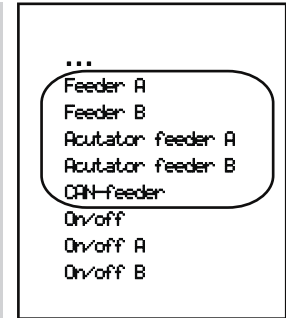 ...
Feeder A
Feeder B
Acutator feeder A
Acutator feeder B
CAN-feeder
On/off
On/off A
On/off B